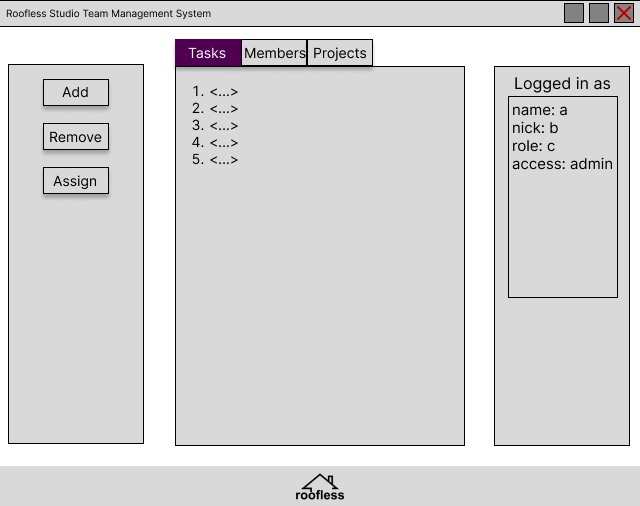 Roofless Studio Team Management System
Tasks
Members
Projects
Add
Remove
Assign
1. <...>
2. <...>
3. <...>
4. <...>
5. <...>
Logged in as
name: a
nick: b
role: c
access: admin
roofless